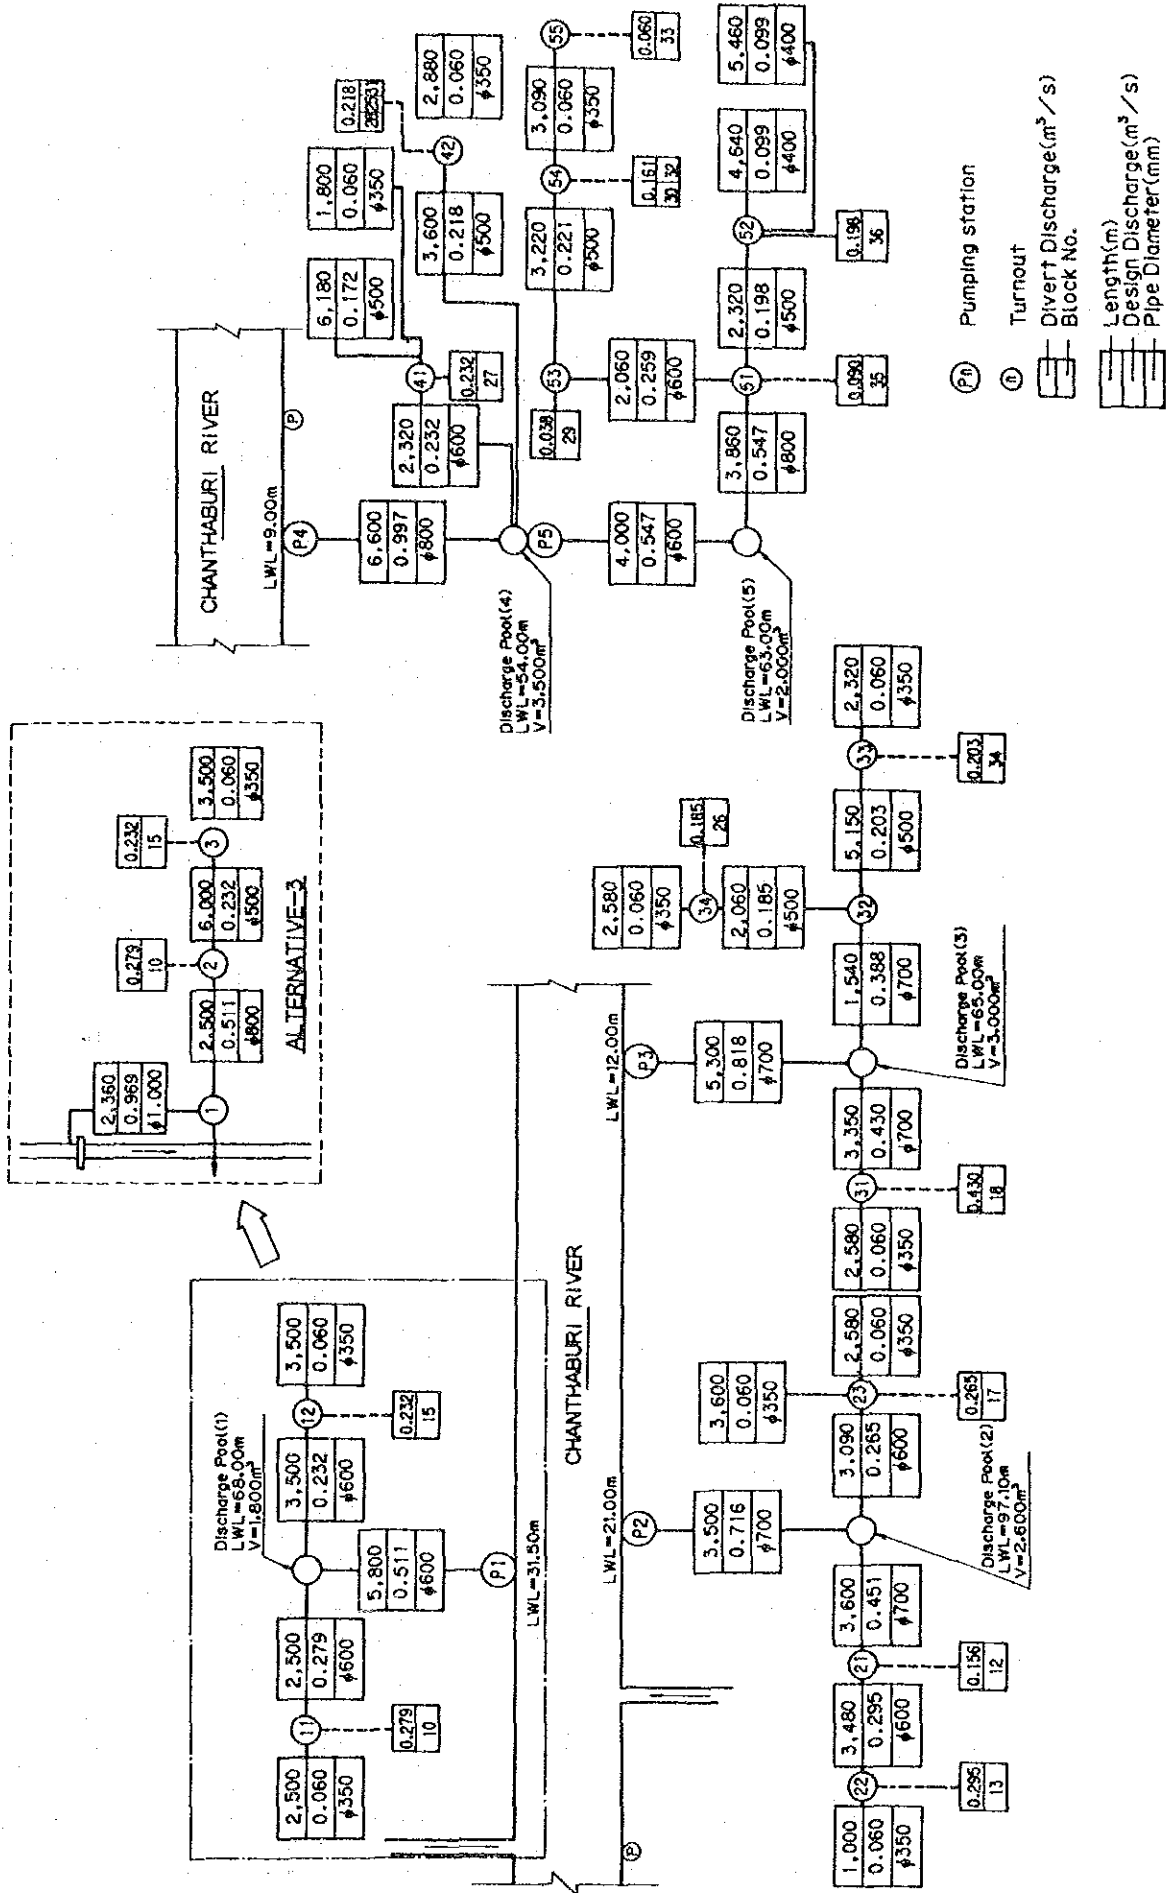 CHANTHABURI RIVER
LWL=9.00m
P
P4
6,600
0.997
φ800
2,320
0.232
φ600
41
0.232
27
6,180
0.172
φ500
1,800
0.060
φ350
3,600
0.218
φ500
42
0.218
2,880
0.060
φ350
Discharge Pool(4)
LWL=54.00m
V=3.500m³
P5
4,000
0.547
φ600
Discharge Pool(5)
LWL=63.00m
V=2.000m³
3,860
0.547
φ800
51
0.090
35
2,060
0.259
φ600
53
0.038
29
3,220
0.221
φ500
54
0.161
30 32
3,090
0.060
φ350
55
0.060
33
2,320
0.198
φ500
52
0.198
36
4,640
0.099
φ400
5,460
0.099
φ400
Pn Pumping station
n Turnout
Divert Discharge(m³/s)
Block No.
Length(m)
Design Discharge(m³/s)
Pipe Diameter(mm)
2,360
0.969
φ1.000
1
2,500
0.511
φ800
2
0.279
10
6,000
0.232
φ500
3
0.232
15
3,500
0.060
φ350
ALTERNATIVE-3
2,500
0.060
φ350
11
0.279
10
2,500
0.279
φ600
Discharge Pool(1)
LWL=68.00m
V=1.800m³
5,800
0.511
φ600
P1
3,500
0.232
φ600
12
0.232
15
3,500
0.060
φ350
LWL=31.50m
CHANTHABURI RIVER
P
LWL=21.00m
P2
3,500
0.716
φ700
LWL=12.00m
P3
5,300
0.818
φ700
1,000
0.060
φ350
22
0.295
13
3,480
0.295
φ600
21
0.156
12
3,600
0.451
φ700
Discharge Pool(2)
LWL=97.10m
V=2.600m³
3,090
0.265
φ600
23
0.265
17
3,600
0.060
φ350
2,580
0.060
φ350
2,580
0.060
φ350
31
0.430
18
3,350
0.430
φ700
Discharge Pool(3)
LWL=65.00m
V=3.000m³
1,540
0.388
φ700
32
2,060
0.185
φ500
34
0.185
26
2,580
0.060
φ350
5,150
0.203
φ500
33
0.203
34
2,320
0.060
φ350